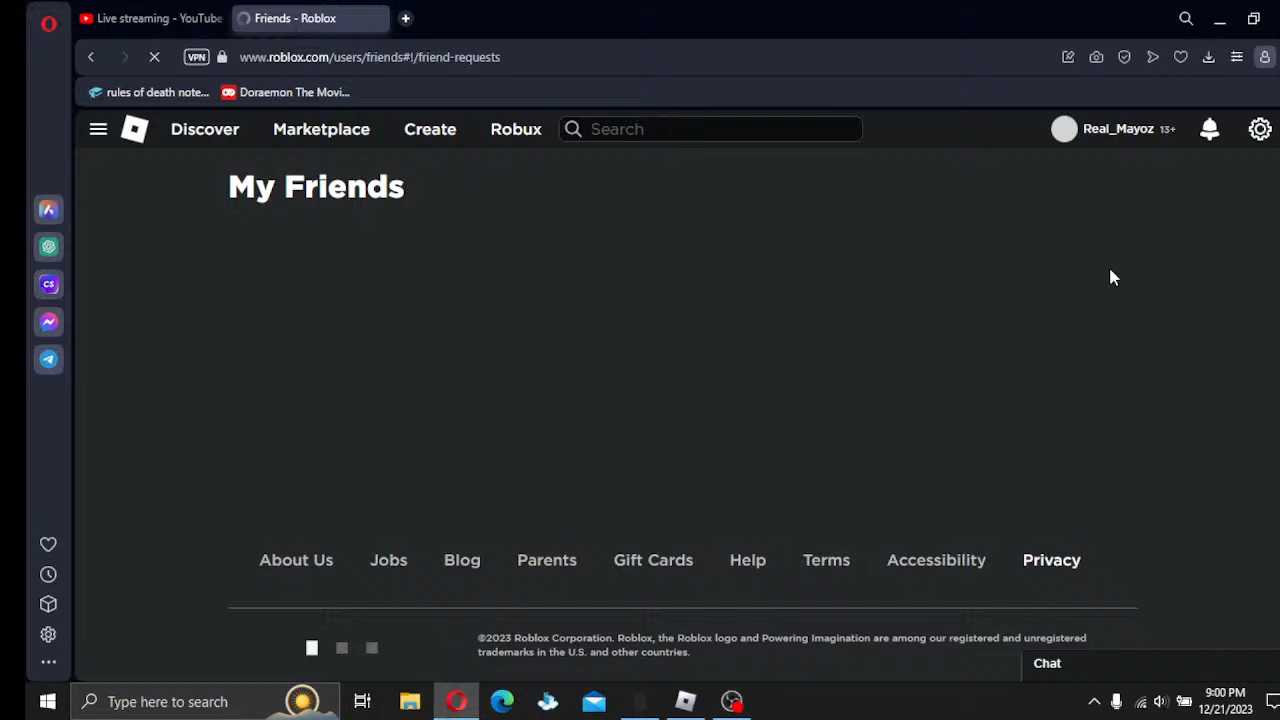 Live streaming - YouTube
Friends - Roblox
VPN
www.roblox.com/users/friends#!/friend-requests
rules of death note...
Doraemon The Movi...
Discover
Marketplace
Create
Robux
Search
Real_Mayoz 13+
My Friends
CS
About Us
Jobs
Blog
Parents
Gift Cards
Help
Terms
Accessibility
Privacy
©2023 Roblox Corporation. Roblox, the Roblox logo and Powering Imagination are among our registered and unregistered
trademarks in the U.S. and other countries.
Chat
Type here to search
9:00 PM
12/21/2023